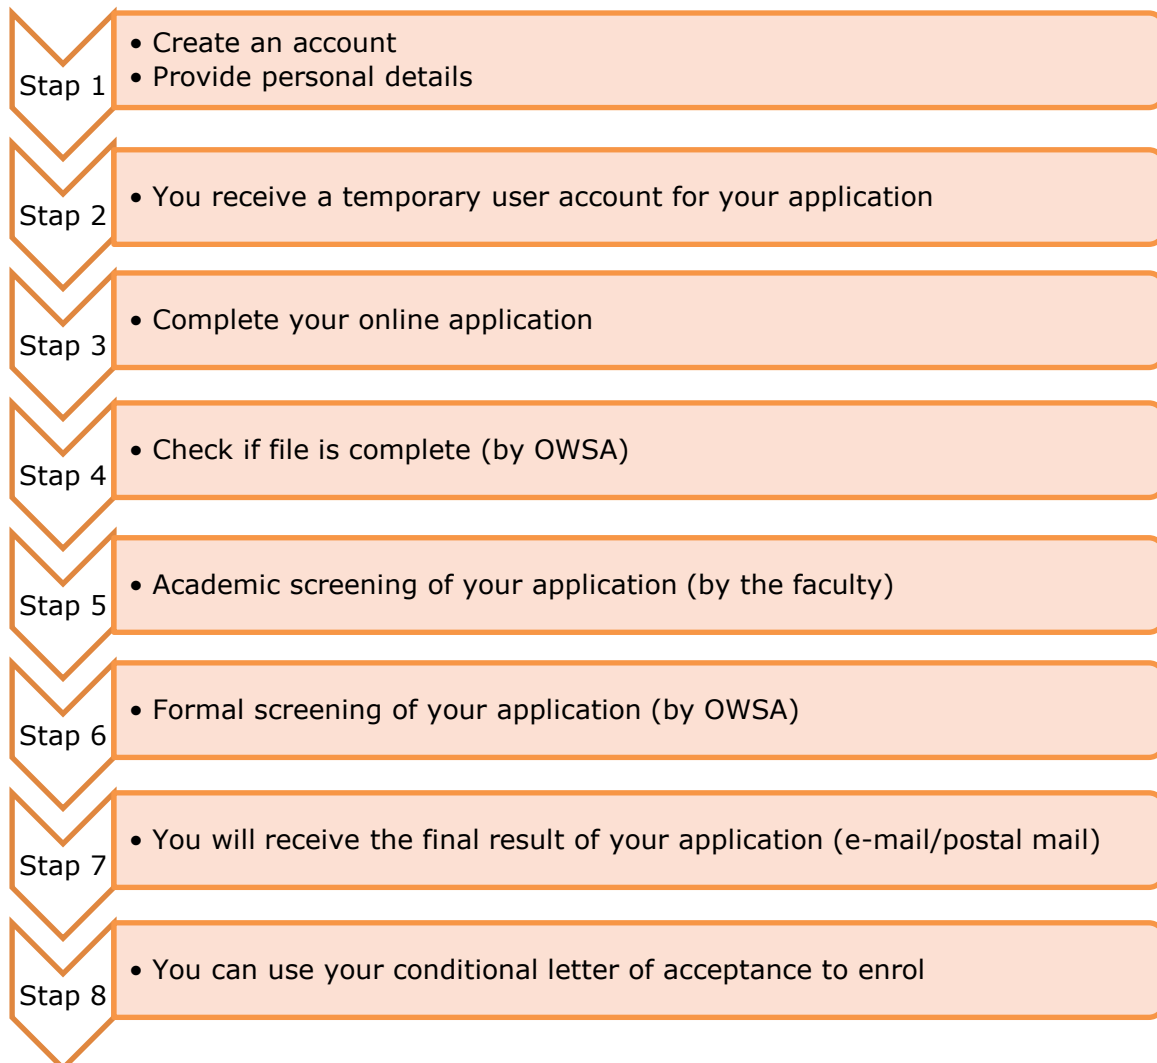 Stap 1
• Create an account
• Provide personal details
Stap 2
• You receive a temporary user account for your application
Stap 3
• Complete your online application
Stap 4
• Check if file is complete (by OWSA)
Stap 5
• Academic screening of your application (by the faculty)
Stap 6
• Formal screening of your application (by OWSA)
Stap 7
• You will receive the final result of your application (e-mail/postal mail)
Stap 8
• You can use your conditional letter of acceptance to enrol